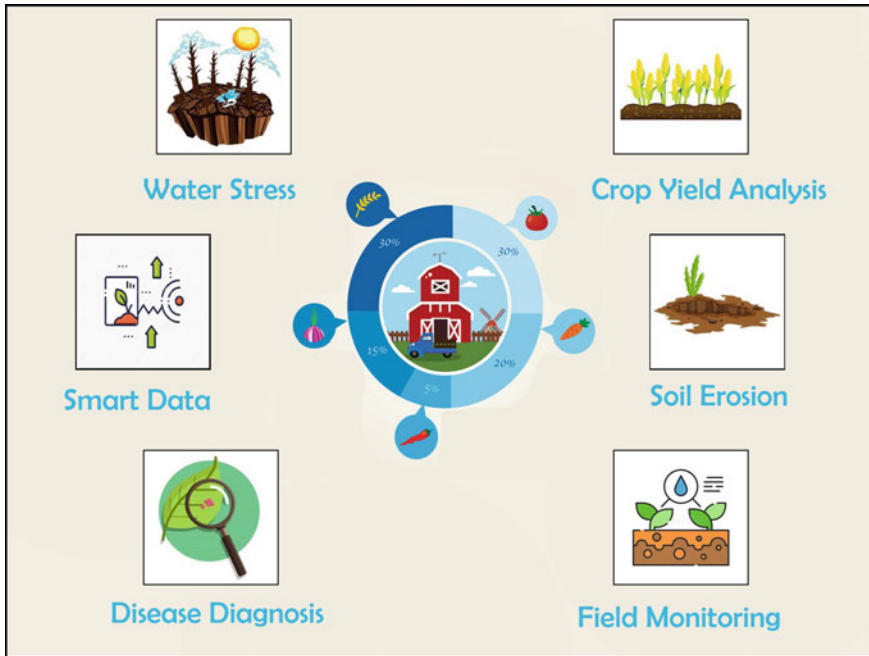 Water Stress
Crop Yield Analysis
30%
30%
15%
20%
5%
Smart Data
Soil Erosion
Disease Diagnosis
Field Monitoring